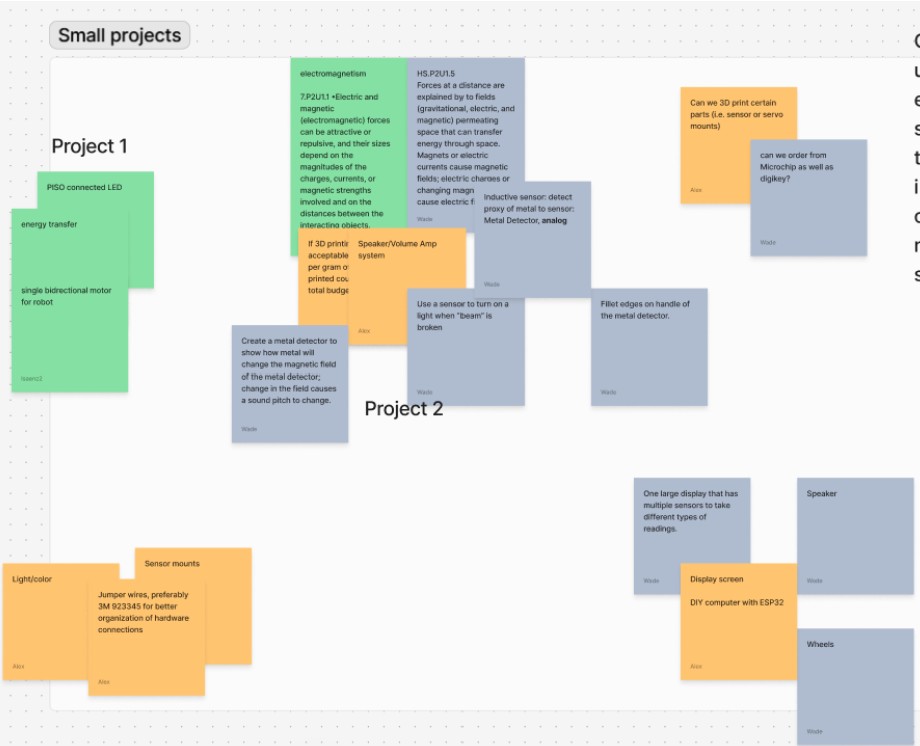 Small projects
Project 1
PISO connected LED
energy transfer
single bidrectional motor
for robot
electromagnetism
7.P2U1.1 •Electric and
magnetic
(electromagnetic) forces
can be attractive or
repulsive, and their sizes
depend on the
magnitudes of the
charges, currents, or
magnetic strengths
involved and on the
distances between the
interacting objects.
HS.P2U1.5
Forces at a distance are
explained by to fields
(gravitational, electric, and
magnetic) permeating
space that can transfer
energy through space.
Magnets or electric
currents cause magnetic
fields; electric charges or
changing magn
cause electric f
Wade
Inductive sensor: detect
proxy of metal to sensor:
Metal Detector, analog
Wade
If 3D printin
acceptable
per gram o
printed cou
total budge
Speaker/Volume Amp
system
Alex
Use a sensor to turn on a
light when "beam" is
broken
Wade
Fillet edges on handle of
the metal detector.
Wade
Create a metal detector to
show how metal will
change the magnetic field
of the metal detector;
change in the field causes
a sound pitch to change.
Wade
Project 2
Can we 3D print certain
parts (i.e. sensor or servo
mounts)
Alex
can we order from
Microchip as well as
digikey?
Wade
Light/color
Alex
Sensor mounts
Jumper wires, preferably
3M 923345 for better
organization of hardware
connections
Alex
One large display that has
multiple sensors to take
different types of
readings.
Wade
Speaker
Wade
Display screen
DIY computer with ESP32
Alex
Wheels
Wade